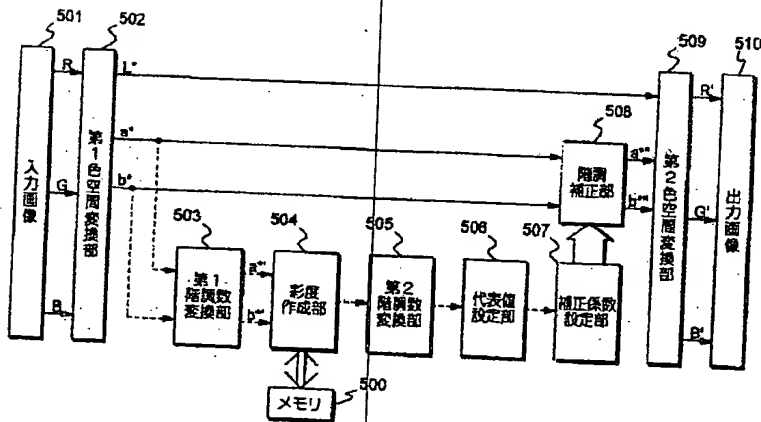 501
502
509
510
入力画像
R
G
B
第1色空間変換部
L*
a*
b*
508
階調
補正部
a**
b**
第2色空間変換部
R'
G'
B'
出力画像
503
504
505
506
507
第1
階調数
変換部
a*'
b*'
彩度
作成部
第2
階調数
変換部
代表値
設定部
補正係数
設定部
メモリ
500